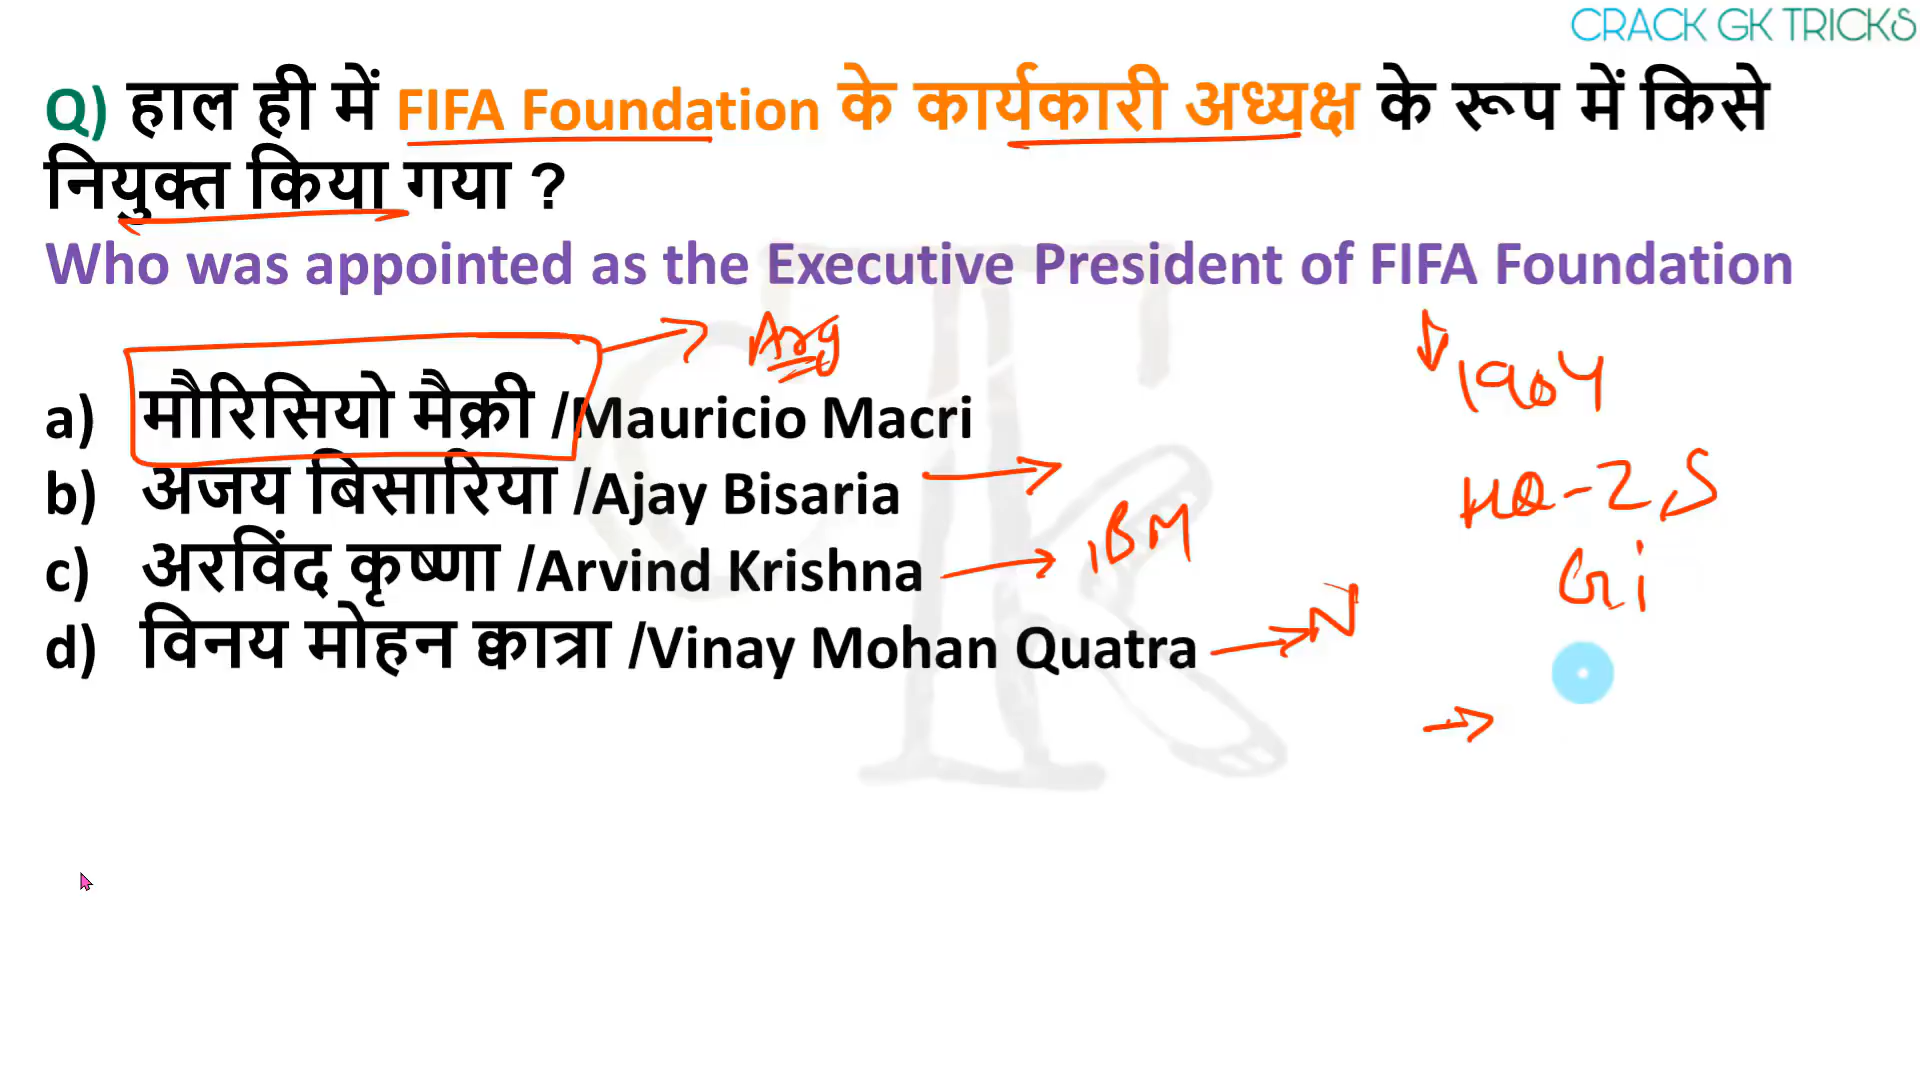 CRACK GK TRICKS
Q) हाल ही में FIFA Foundation के कार्यकारी अध्यक्ष के रूप में किसे
नियुक्त किया गया ?
Who was appointed as the Executive President of FIFA Foundation
Arg
1904
a) मौरिसियो मैक्री /Mauricio Macri
HQ-Z,S
b) अजय बिसारिया /Ajay Bisaria
IBM
c) अरविंद कृष्णा /Arvind Krishna
Gi
N
d) विनय मोहन क्वात्रा /Vinay Mohan Quatra